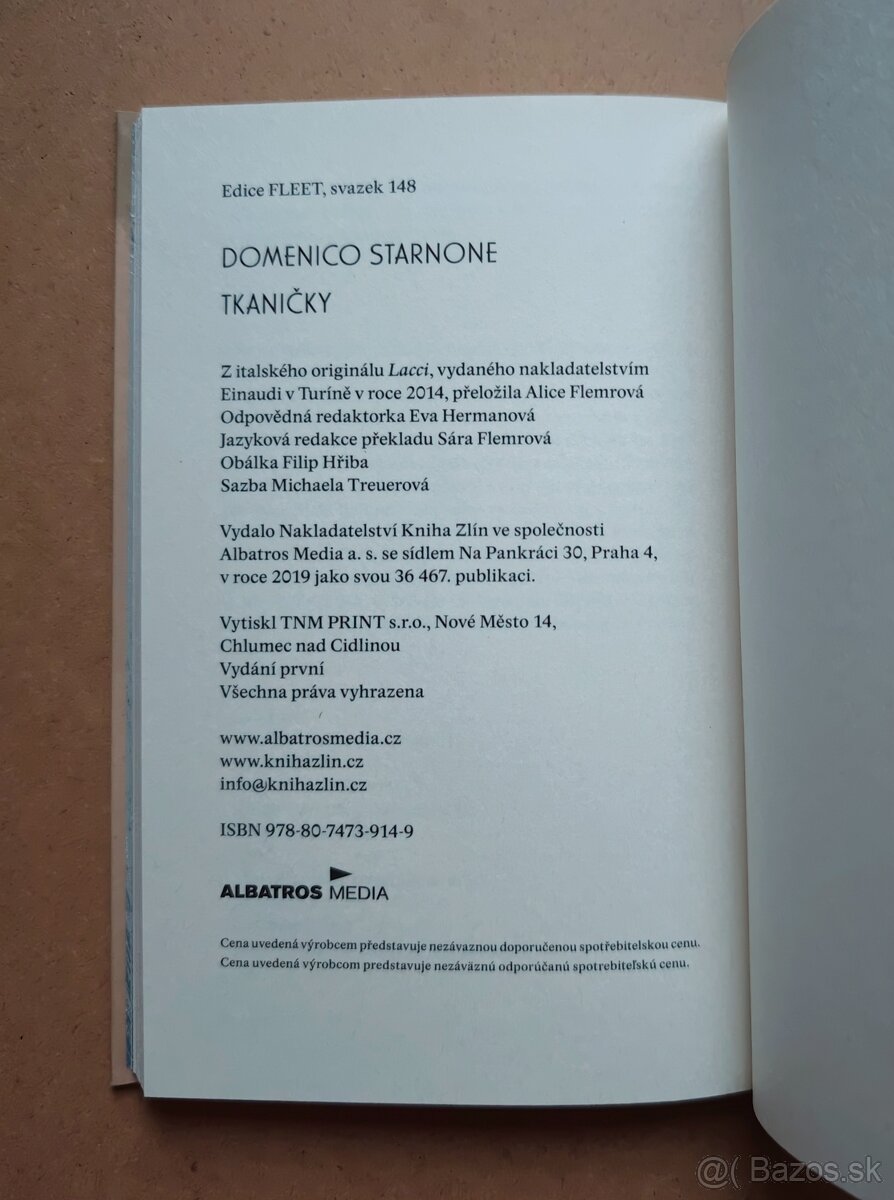 Edice FLEET, svazek 148
DOMENICO STARNONE
TKANIČKY
Z italského originálu Lacci, vydaného nakladatelstvím
Einaudi v Turíně v roce 2014, přeložila Alice Flemrová
Odpovědná redaktorka Eva Hermanová
Jazyková redakce překladu Sára Flemrová
Obálka Filip Hřiba
Sazba Michaela Treuerová
Vydalo Nakladatelství Kniha Zlín ve společnosti
Albatros Media a. s. se sídlem Na Pankráci 30, Praha 4,
v roce 2019 jako svou 36 467. publikaci.
Vytiskl TNM PRINT s.r.o., Nové Město 14,
Chlumec nad Cidlinou
Vydání první
Všechna práva vyhrazena
www.albatrosmedia.cz
www.knihazlin.cz
info@knihazlin.cz
ISBN 978-80-7473-914-9
ALBATROS MEDIA
Cena uvedená výrobcem představuje nezávaznou doporučenou spotřebitelskou cenu.
Cena uvedená výrobcom predstavuje nezáväznú odporúčanú spotrebiteľskú cenu.
@( Bazos.sk